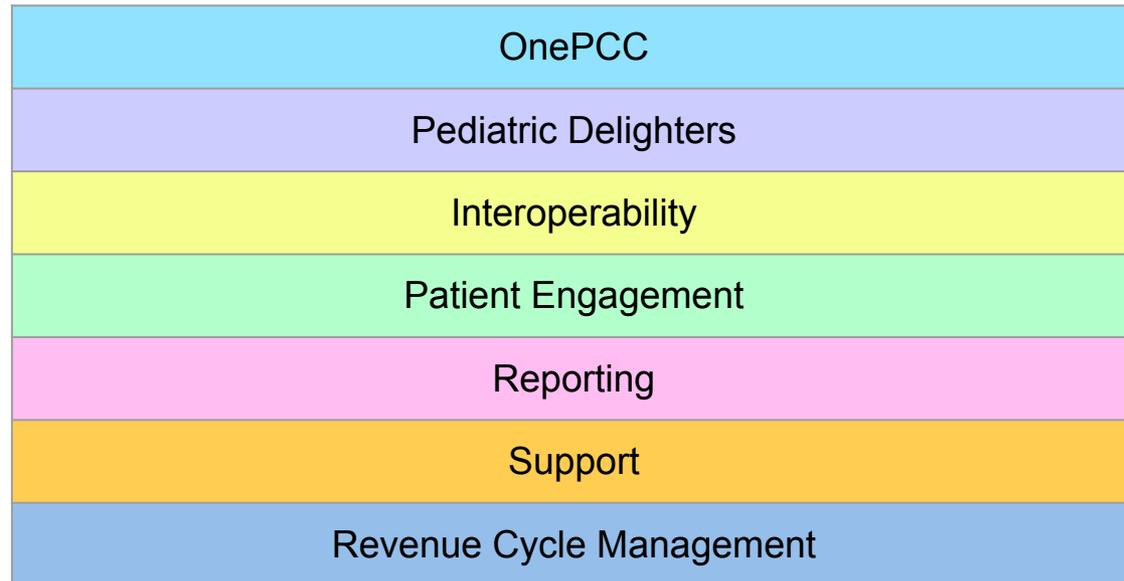 OnePCC
Pediatric Delighters
Interoperability
Patient Engagement
Reporting
Support
Revenue Cycle Management